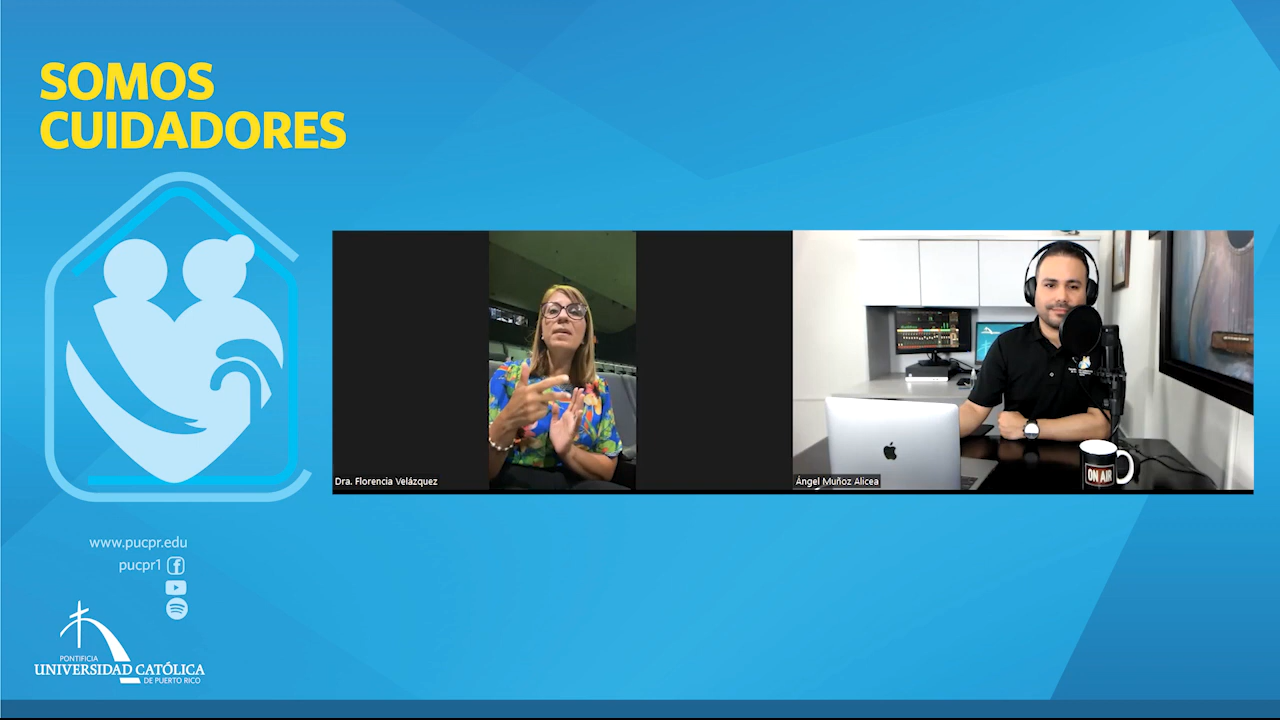 SOMOS
CUIDADORES
Dra. Florencia Velázquez
Ángel Muñoz Alicea
ON AIR
www.pucpr.edu
pucpr1
PONTIFICIA
UNIVERSIDAD CATÓLICA
DE PUERTO RICO